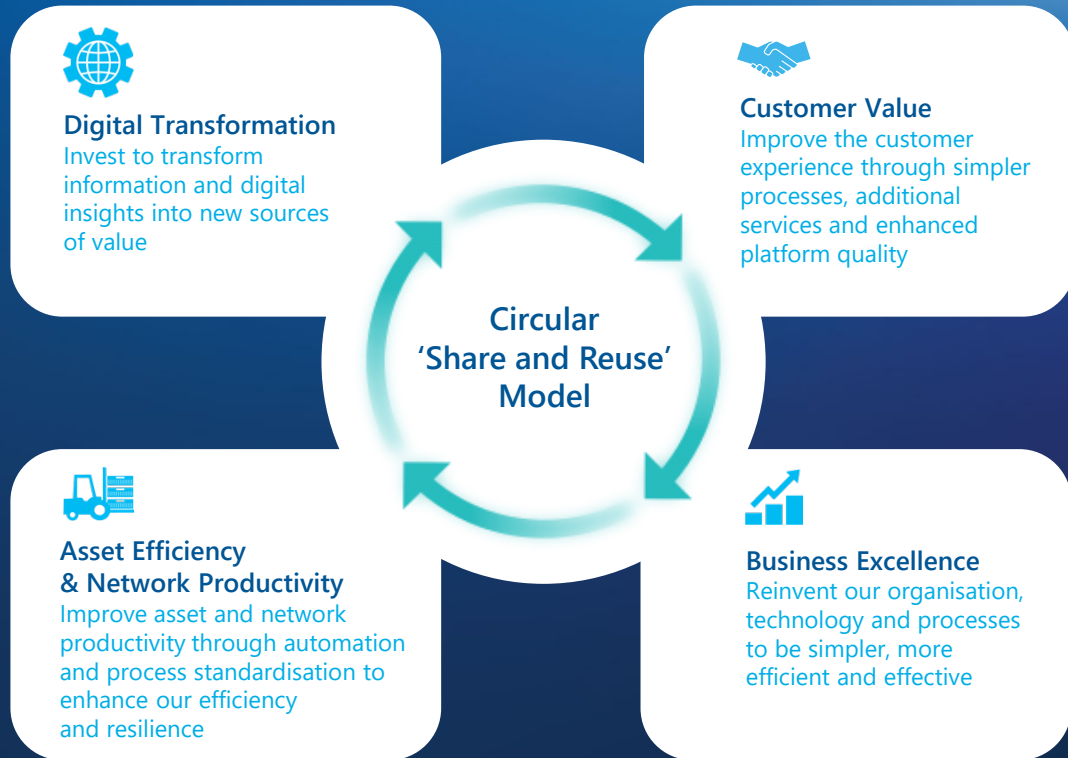 Digital Transformation
Invest to transform
information and digital
insights into new sources
of value
Customer Value
Improve the customer
experience through simpler
processes, additional
services and enhanced
platform quality
Circular
‘Share and Reuse’
Model
Asset Efficiency
& Network Productivity
Improve asset and network
productivity through automation
and process standardisation to
enhance our efficiency
and resilience
Business Excellence
Reinvent our organisation,
technology and processes
to be simpler, more
efficient and effective